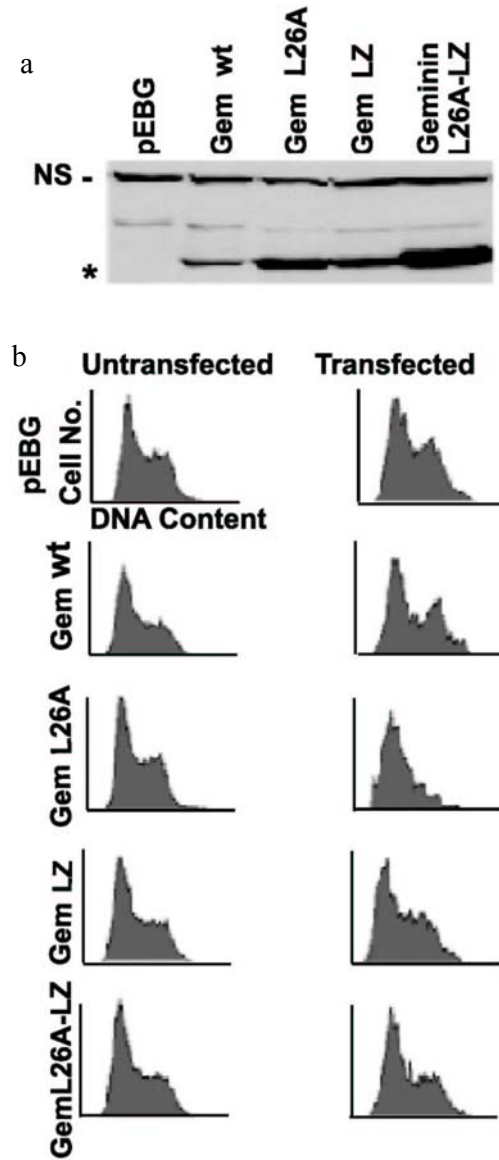 a
pEBG
Gem wt
Gem L26A
Gem LZ
Geminin
L26A-LZ
NS -
*
b
Untransfected
Transfected
pEBG
Cell No.
DNA Content
Gem wt
Gem L26A
Gem LZ
GemL26A-LZ